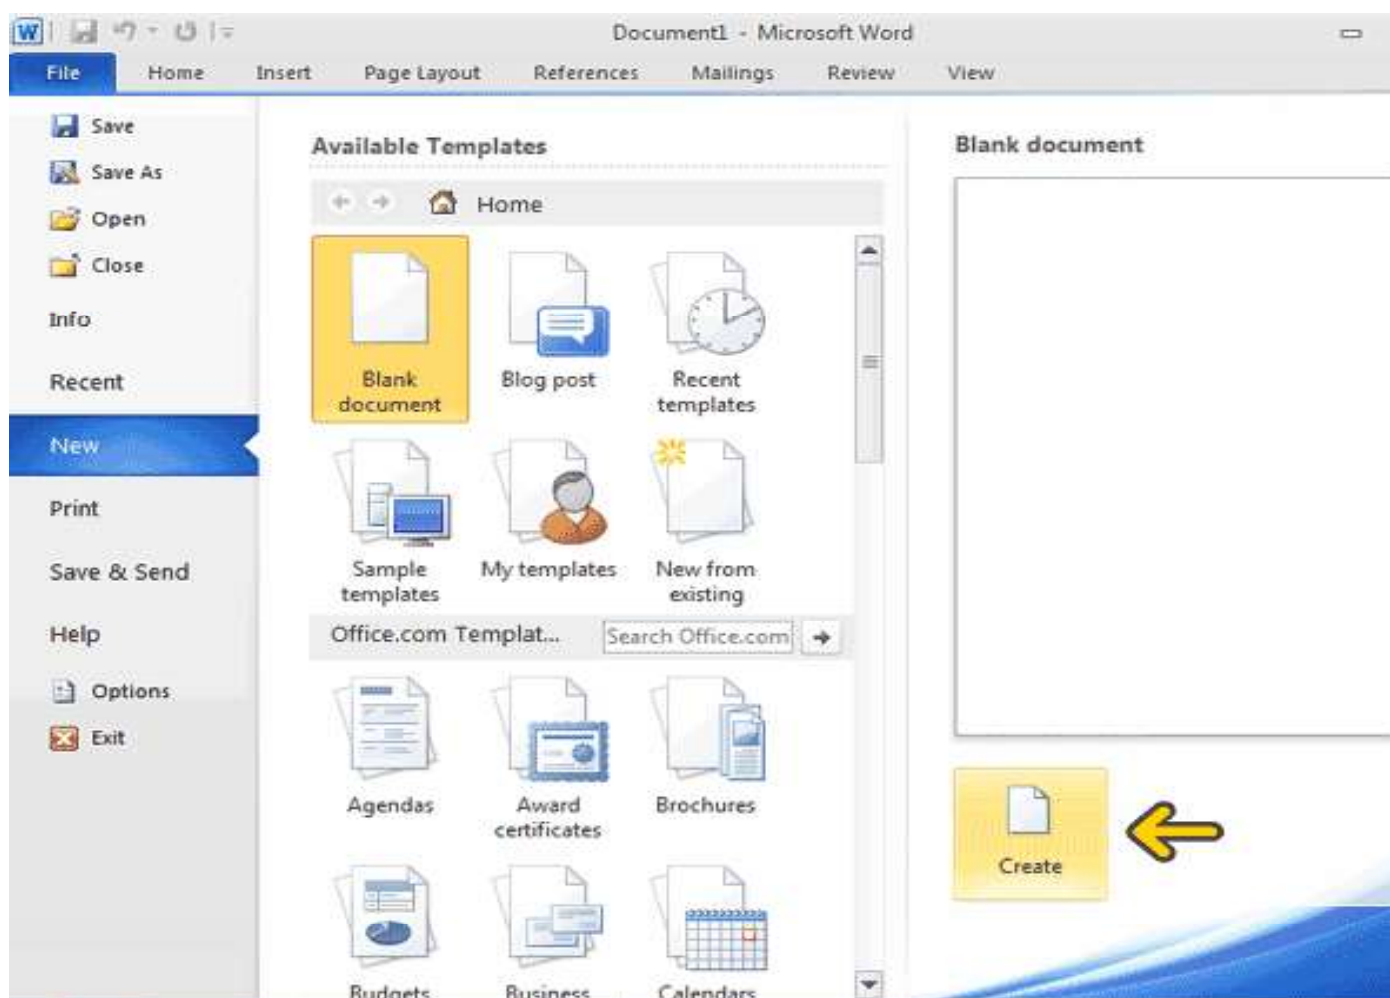 W
Document1 - Microsoft Word
File Home Insert Page Layout References Mailings Review View
Save
Save As
Open
Close
Info
Recent
New
Print
Save & Send
Help
Options
Exit
Available Templates
Home
Blank
document
Blog post
Recent
templates
Sample
templates
My templates
New from
existing
Office.com Templat...
Search Office.com
Agendas
Award
certificates
Brochures
Budgets
Business
Calendars
Blank document
Create